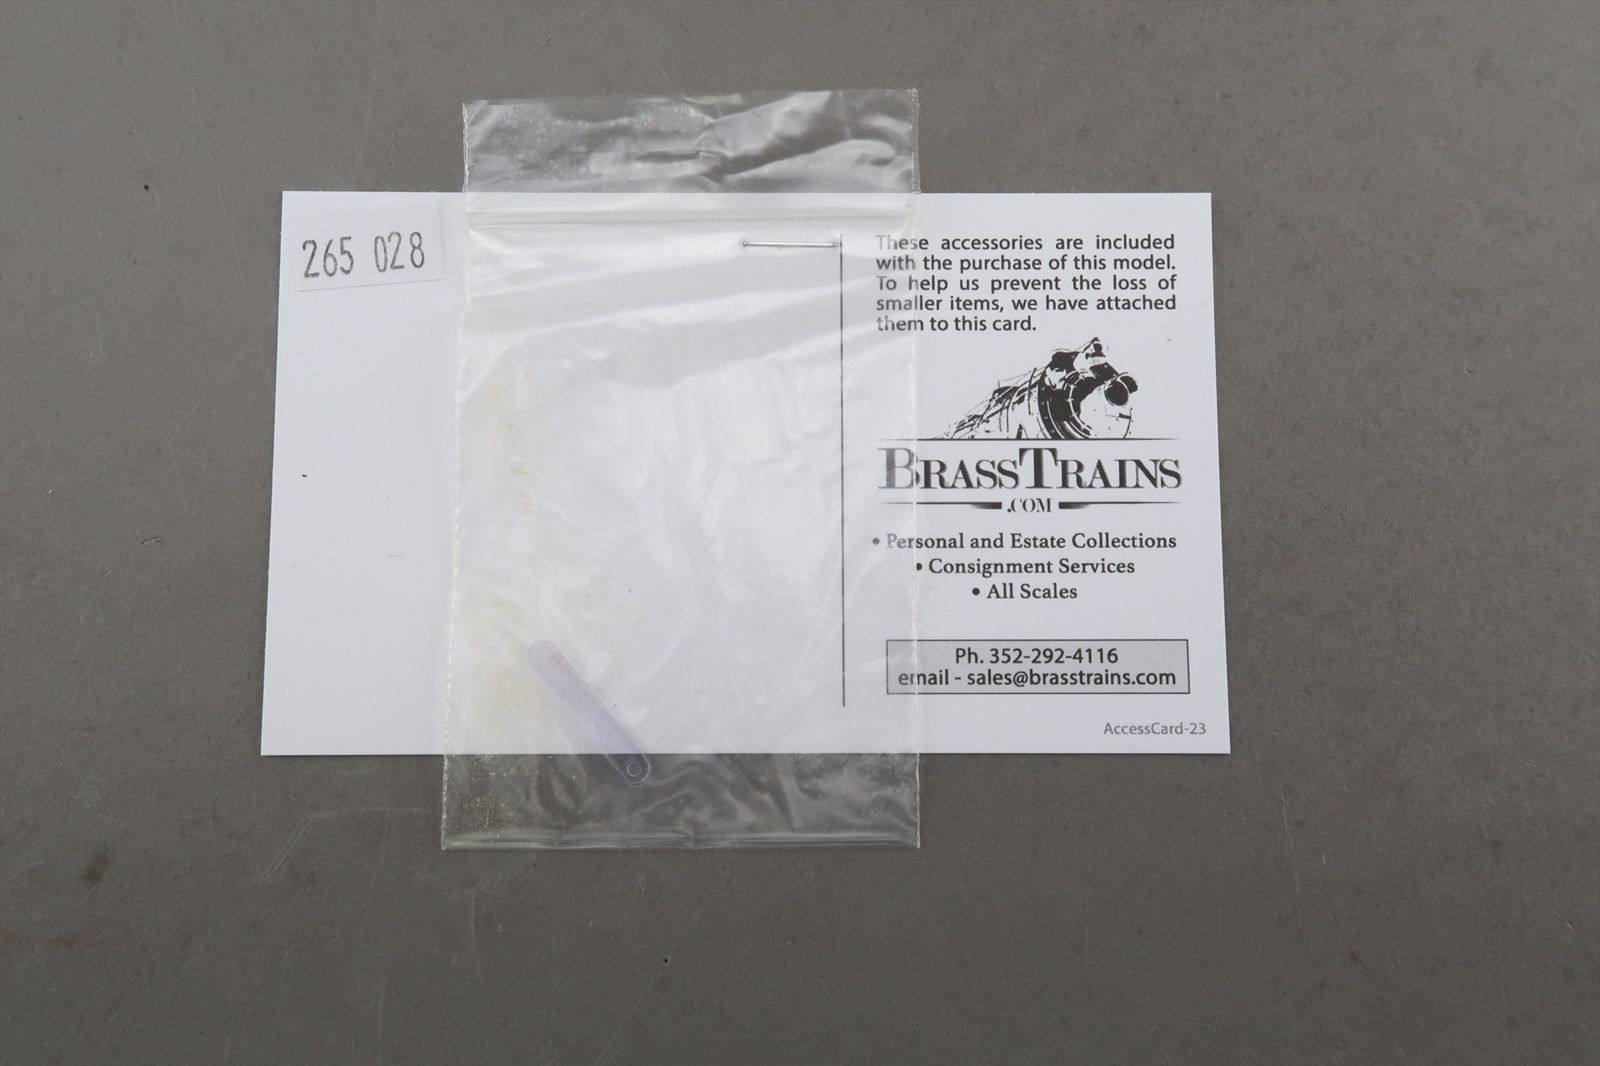 265 028
These accessories are included
with the purchase of this model.
To help us prevent the loss of
smaller items, we have attached
them to this card.
BRASSTRAINS
.COM
• Personal and Estate Collections
• Consignment Services
• All Scales
Ph. 352-292-4116
email - sales@brasstrains.com
AccessCard-23